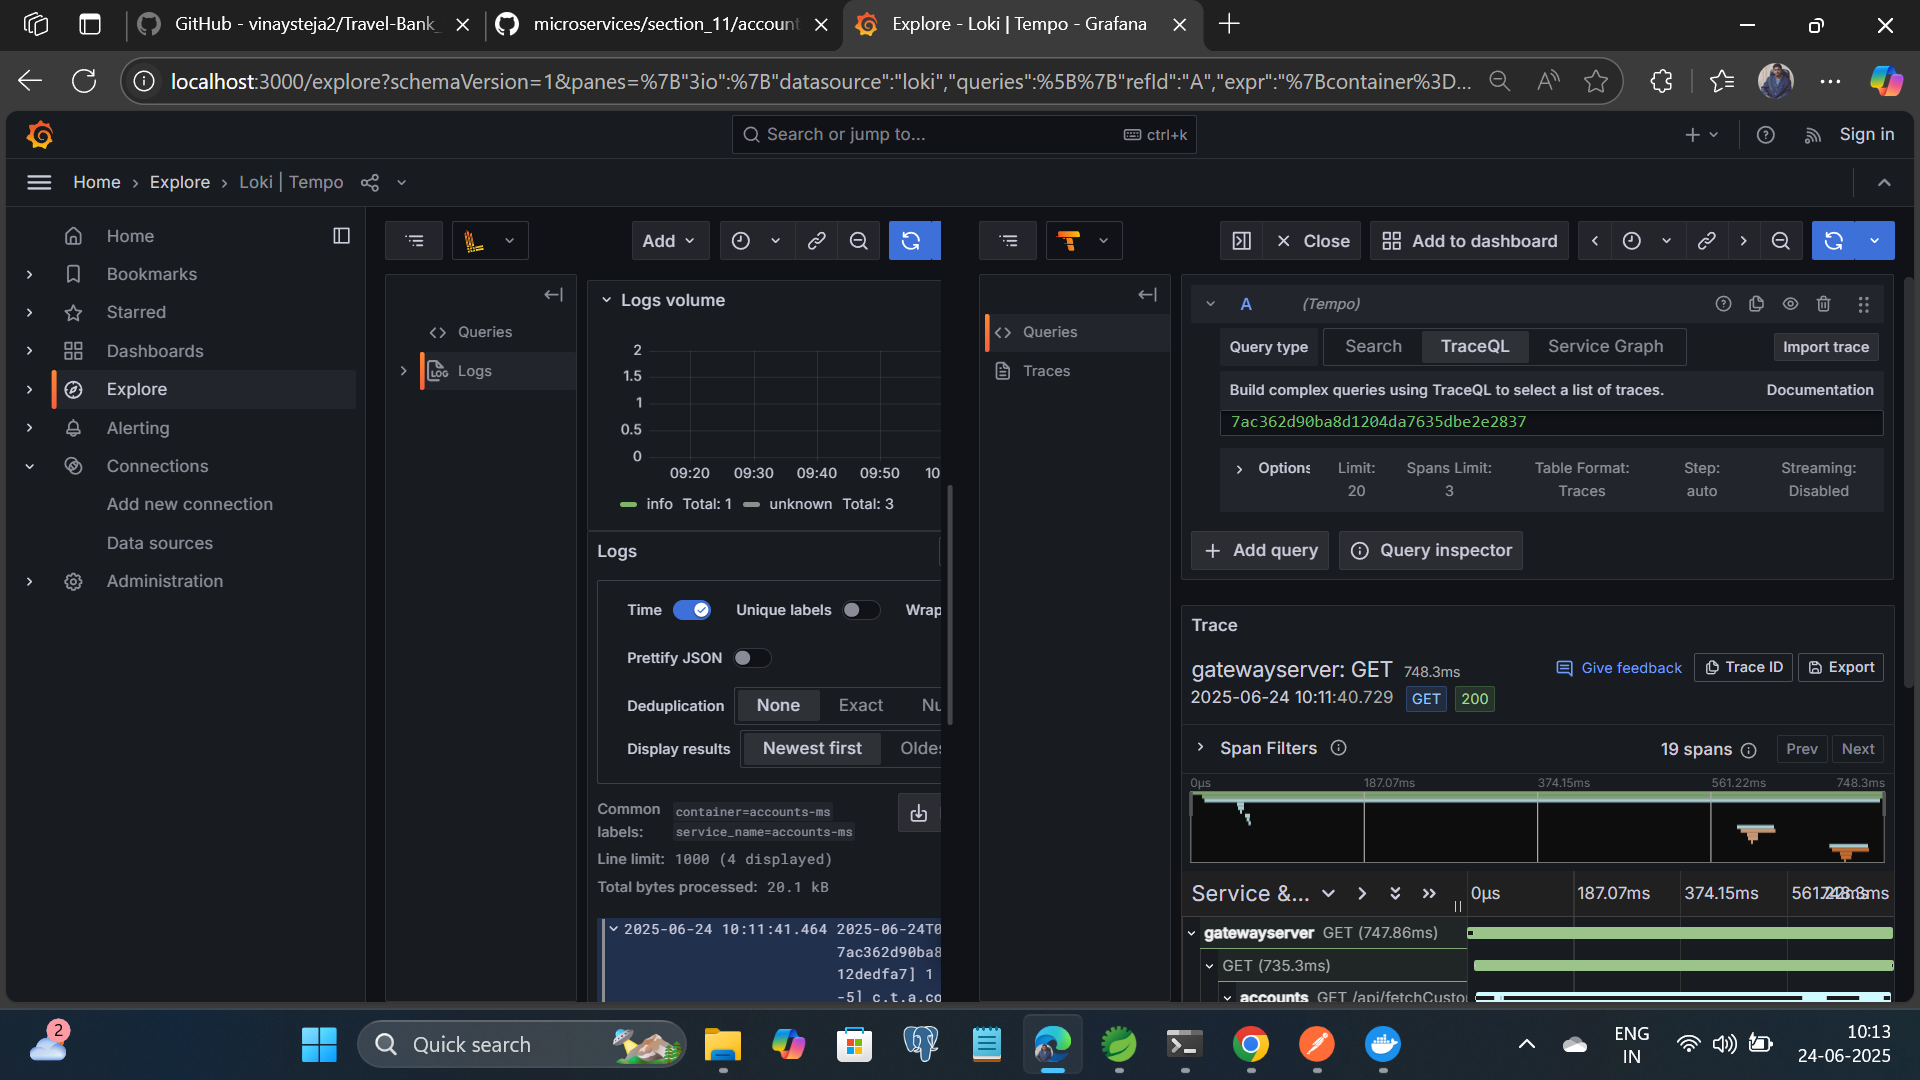 GitHub - vinaysteja2/Travel-Bank_
microservices/section_11/account
Explore - Loki | Tempo - Grafana
localhost:3000/explore?schemaVersion=1&panes=%7B"3io":%7B"datasource":"loki","queries":%5B%7B"refId":"A","expr":"%7Bcontainer%3D...
Search or jump to...
ctrl+k
Sign in
Home › Explore › Loki | Tempo
Home
Bookmarks
Starred
Dashboards
Explore
Alerting
Connections
Add new connection
Data sources
Administration
Add
Queries
Logs
Logs volume
2
1.5
1
0.5
0
09:20 09:30 09:40 09:50 10
info Total: 1 unknown Total: 3
Logs
Time Unique labels Wrap
Prettify JSON
Deduplication None Exact Nu
Display results Newest first Oldes
Common labels: container=accounts-ms
service_name=accounts-ms
Line limit: 1000 (4 displayed)
Total bytes processed: 20.1 kB
2025-06-24 10:11:41.464 2025-06-24T0
7ac362d90ba8
12dedfa7] 1
-5] c.t.a.co
Close
Add to dashboard
Queries
Traces
A (Tempo)
Query type Search TraceQL Service Graph Import trace
Build complex queries using TraceQL to select a list of traces. Documentation
7ac362d90ba8d1204da7635dbe2e2837
Options Limit: 20 Spans Limit: 3 Table Format: Traces Step: auto Streaming: Disabled
Add query Query inspector
Trace
gatewayserver: GET 748.3ms
Give feedback Trace ID Export
2025-06-24 10:11:40.729 GET 200
Span Filters 19 spans Prev Next
0µs 187.07ms 374.15ms 561.22ms 748.3ms
Service &... 0µs 187.07ms 374.15ms 561.22ms 748.3ms
gatewayserver GET (747.86ms)
GET (735.3ms)
accounts GET /api/fetchCusto
2
Quick search
ENG
IN
10:13
24-06-2025